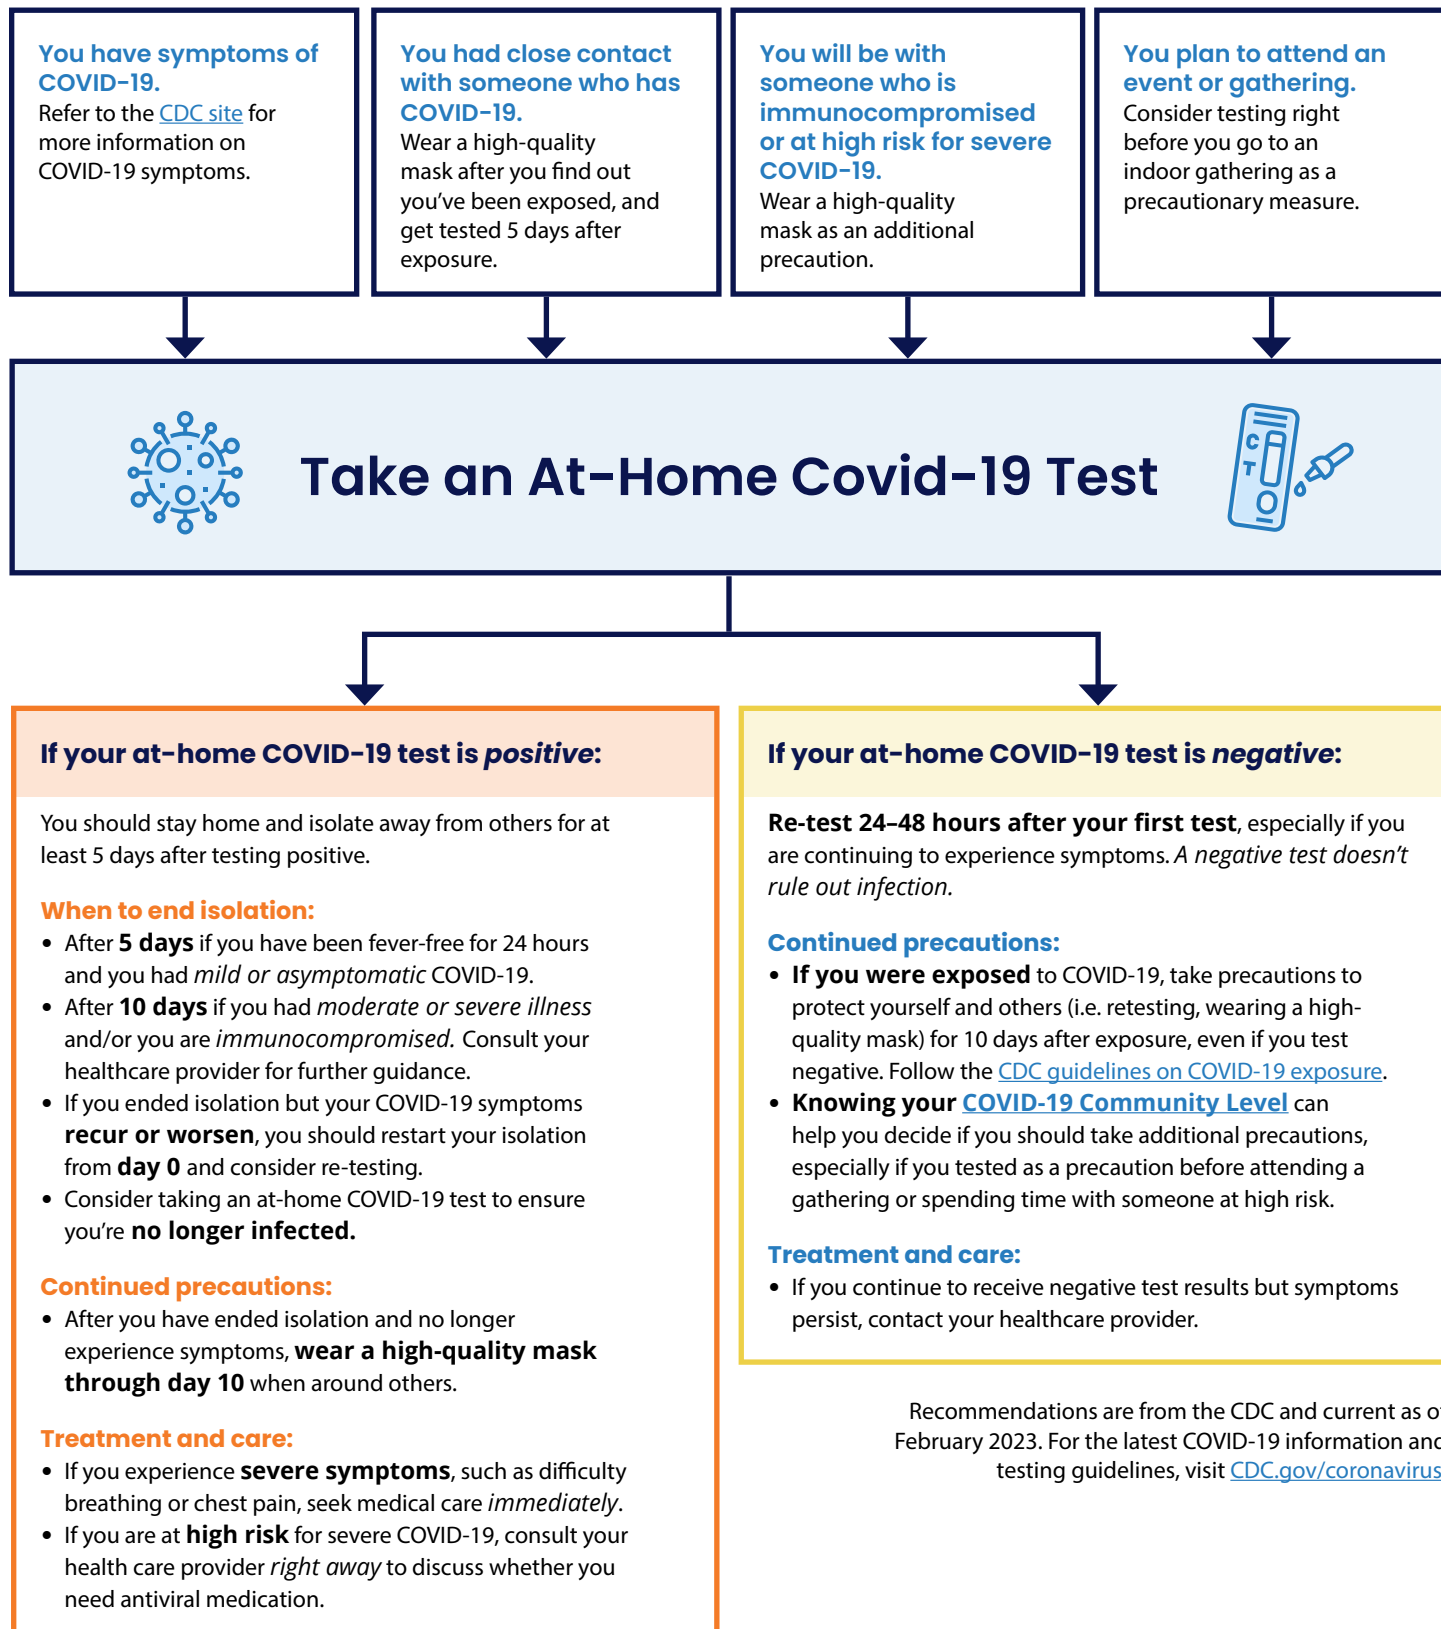 You have symptoms of
COVID-19.
Refer to the CDC site for
more information on
COVID-19 symptoms.
You had close contact
with someone who has
COVID-19.
Wear a high-quality
mask after you find out
you’ve been exposed, and
get tested 5 days after
exposure.
You will be with
someone who is
immunocompromised
or at high risk for severe
COVID-19.
Wear a high-quality
mask as an additional
precaution.
You plan to attend an
event or gathering.
Consider testing right
before you go to an
indoor gathering as a
precautionary measure.
Take an At-Home Covid-19 Test
C
T
If your at-home COVID-19 test is positive:
You should stay home and isolate away from others for at
least 5 days after testing positive.
When to end isolation:
• After 5 days if you have been fever-free for 24 hours
and you had mild or asymptomatic COVID-19.
• After 10 days if you had moderate or severe illness
and/or you are immunocompromised. Consult your
healthcare provider for further guidance.
• If you ended isolation but your COVID-19 symptoms
recur or worsen, you should restart your isolation
from day 0 and consider re-testing.
• Consider taking an at-home COVID-19 test to ensure
you’re no longer infected.
Continued precautions:
• After you have ended isolation and no longer
experience symptoms, wear a high-quality mask
through day 10 when around others.
Treatment and care:
• If you experience severe symptoms, such as difficulty
breathing or chest pain, seek medical care immediately.
• If you are at high risk for severe COVID-19, consult your
health care provider right away to discuss whether you
need antiviral medication.
If your at-home COVID-19 test is negative:
Re-test 24–48 hours after your first test, especially if you
are continuing to experience symptoms. A negative test doesn’t
rule out infection.
Continued precautions:
• If you were exposed to COVID-19, take precautions to
protect yourself and others (i.e. retesting, wearing a high-
quality mask) for 10 days after exposure, even if you test
negative. Follow the CDC guidelines on COVID-19 exposure.
• Knowing your COVID-19 Community Level can
help you decide if you should take additional precautions,
especially if you tested as a precaution before attending a
gathering or spending time with someone at high risk.
Treatment and care:
• If you continue to receive negative test results but symptoms
persist, contact your healthcare provider.
Recommendations are from the CDC and current as of
February 2023. For the latest COVID-19 information and
testing guidelines, visit CDC.gov/coronavirus